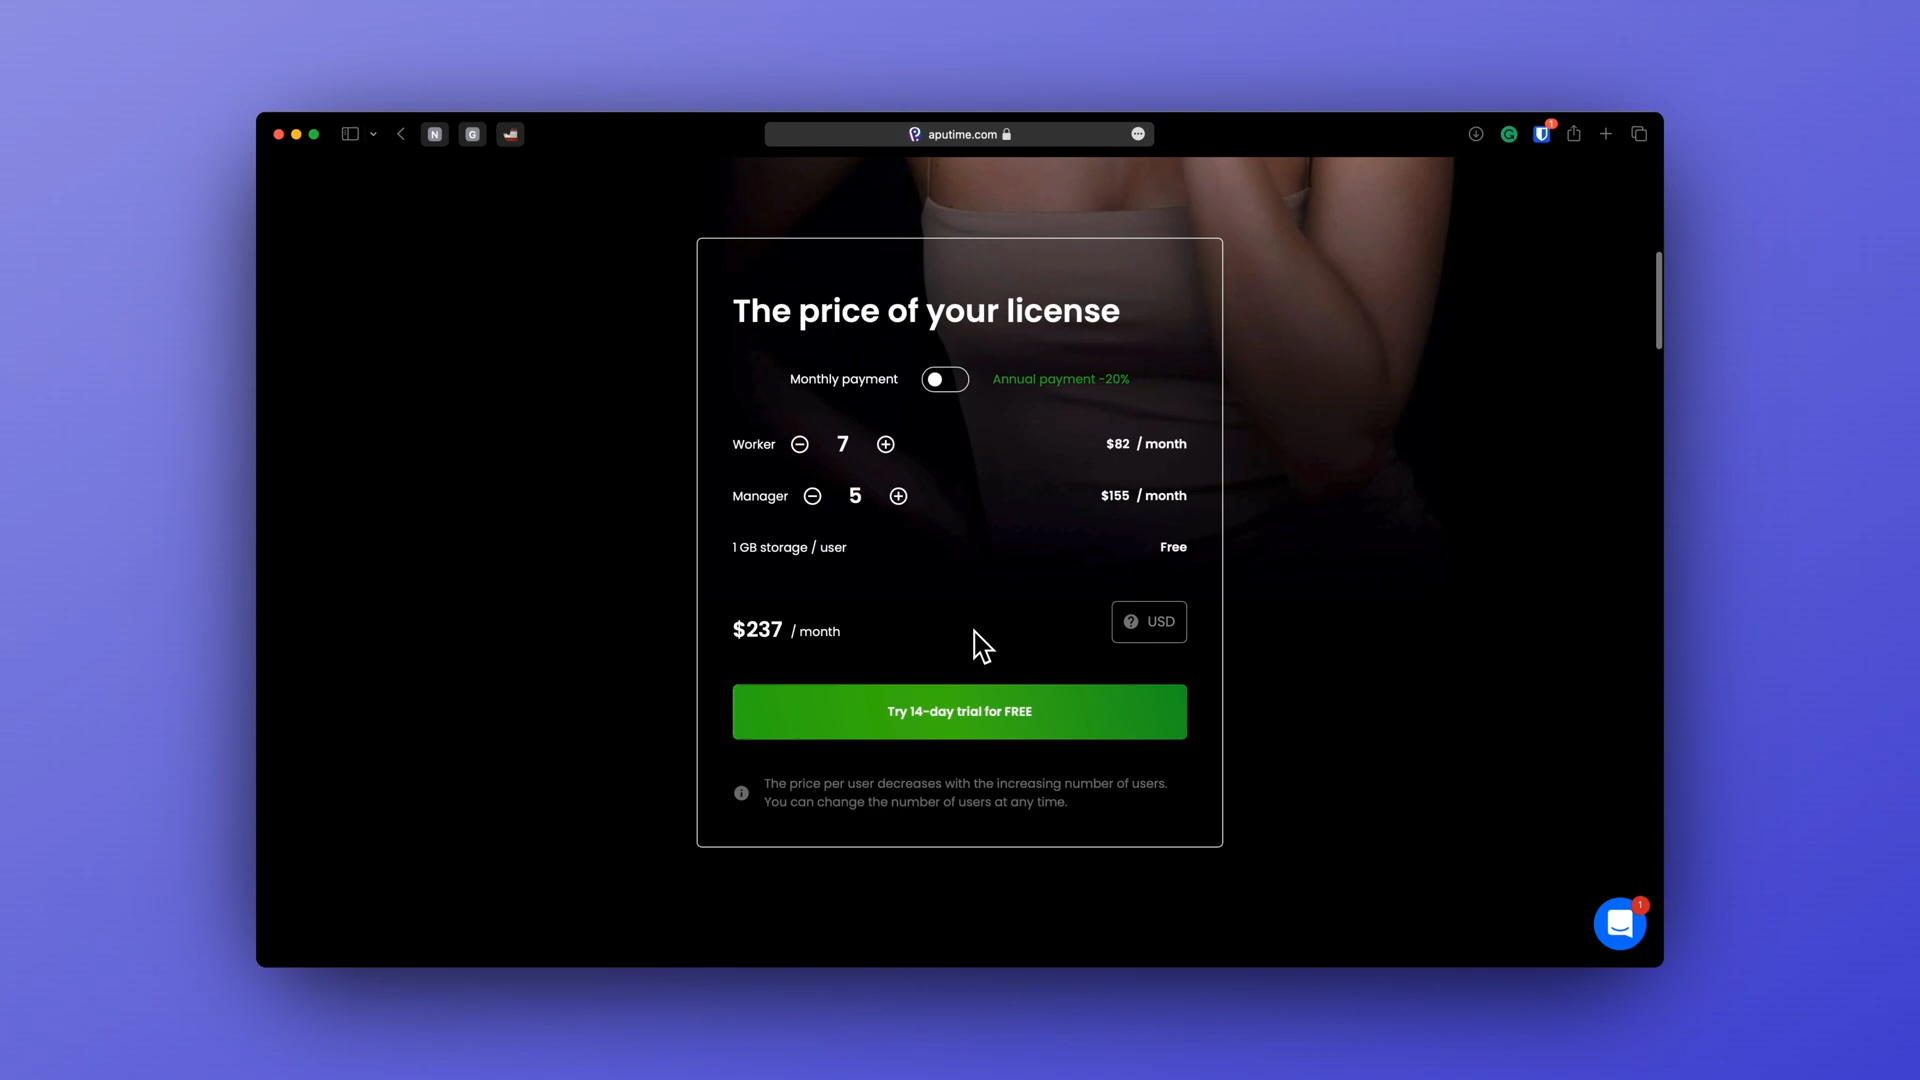 N
G
aputime.com
1
The price of your license
Monthly payment
Annual payment -20%
Worker 7 $82 / month
Manager 5 $155 / month
1 GB storage / user Free
$237 / month
? USD
Try 14-day trial for FREE
i The price per user decreases with the increasing number of users.
You can change the number of users at any time.
1